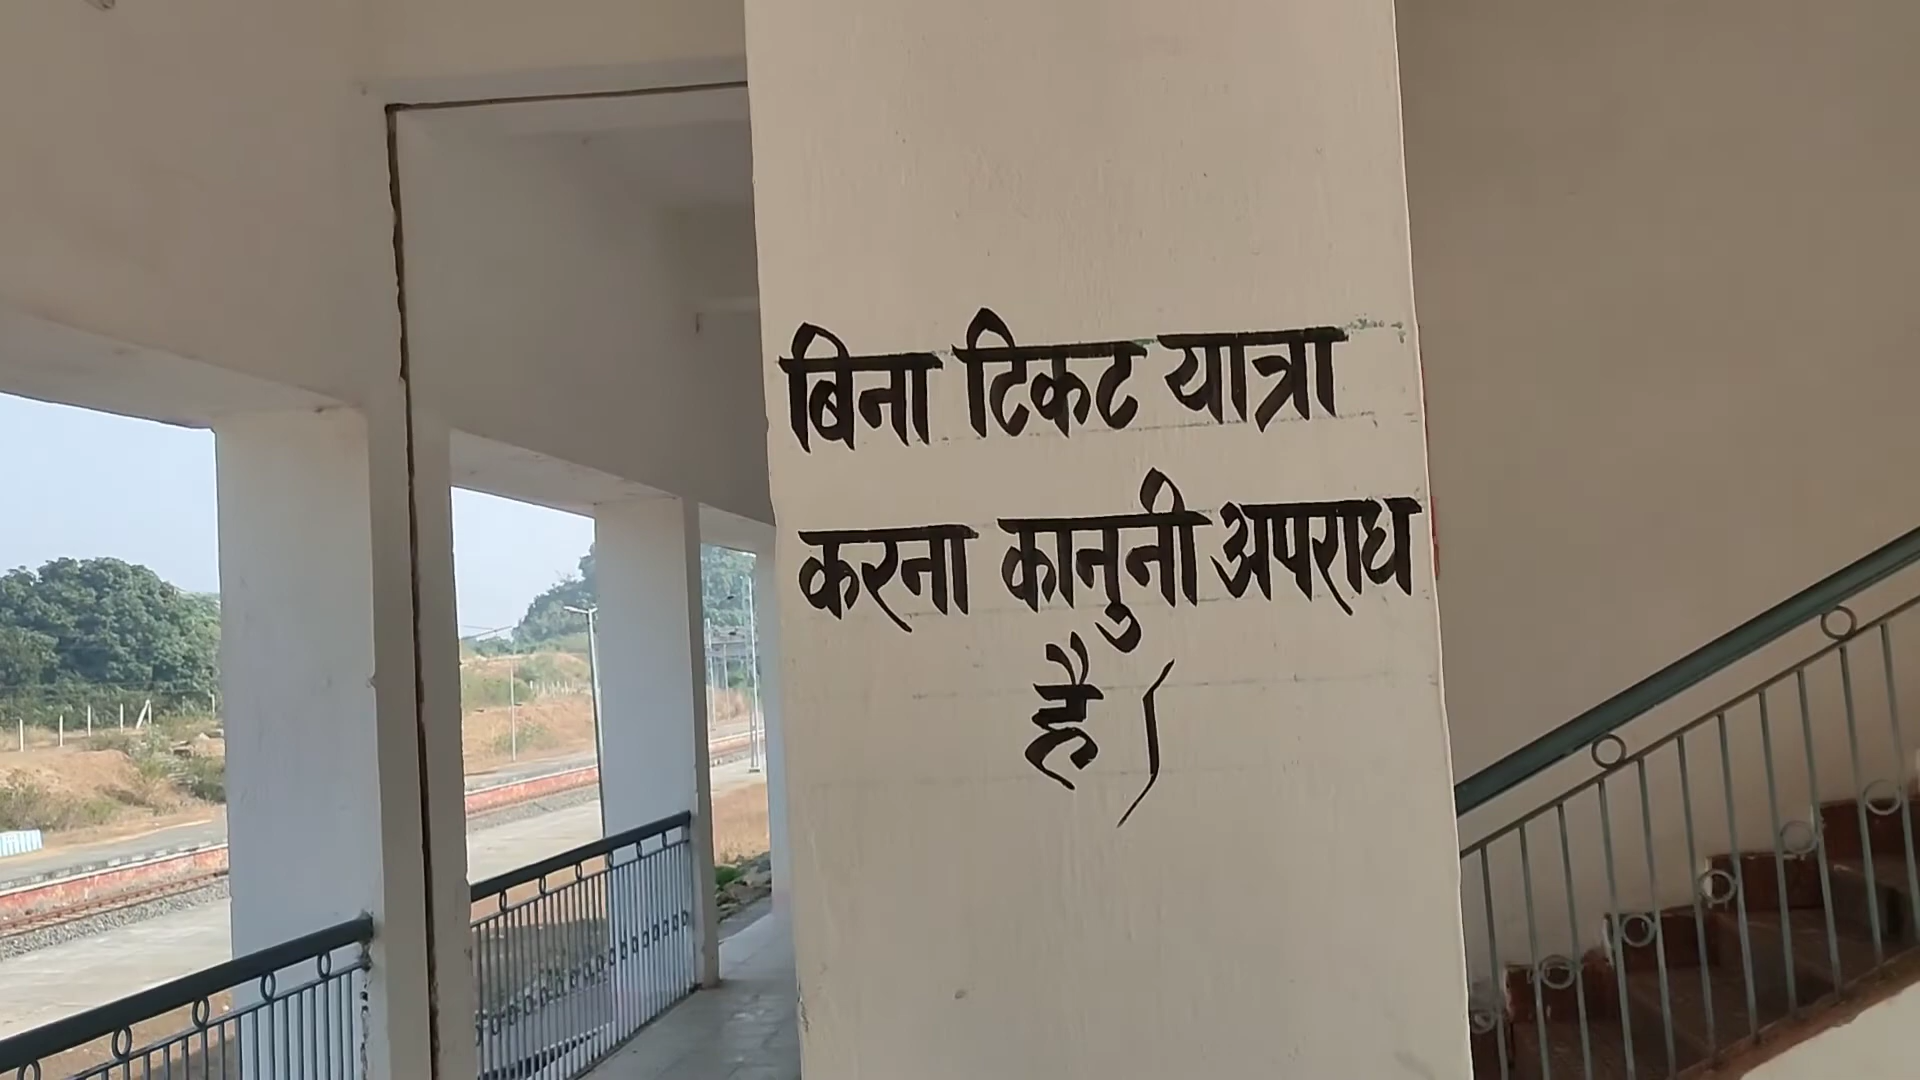 बिना टिकट यात्रा
करना कानुनी अपराध
है।